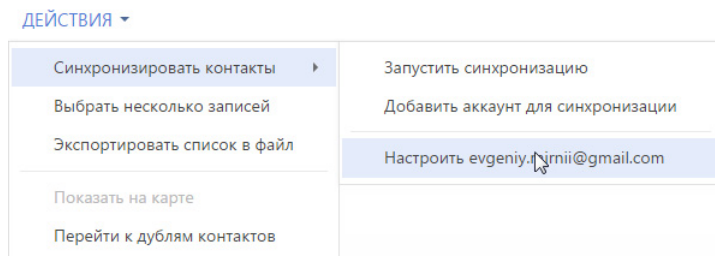 ДЕЙСТВИЯ
Синхронизировать контакты
Выбрать несколько записей
Экспортировать список в файл
Показать на карте
Перейти к дублям контактов
Запустить синхронизацию
Добавить аккаунт для синхронизации
Настроить